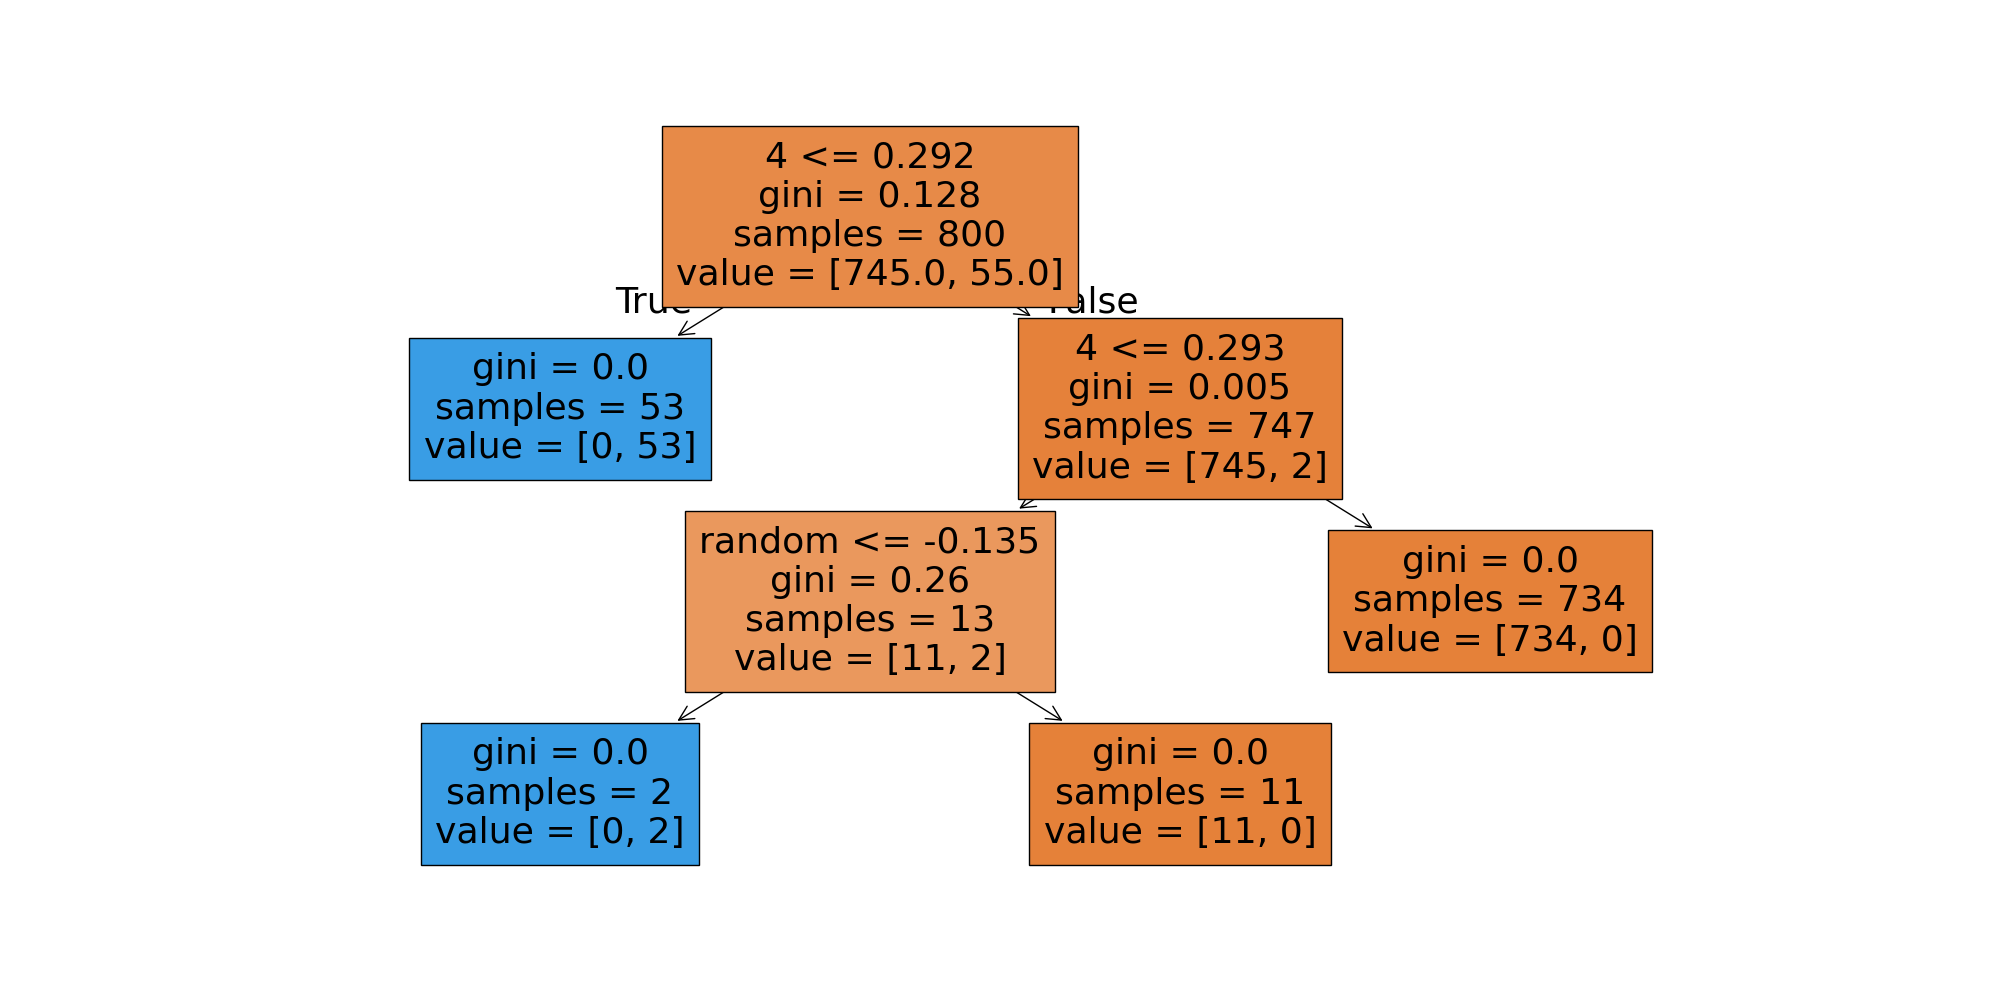 4 <= 0.292
gini = 0.128
samples = 800
value = [745.0, 55.0]
True
False
gini = 0.0
samples = 53
value = [0, 53]
4 <= 0.293
gini = 0.005
samples = 747
value = [745, 2]
random <= -0.135
gini = 0.26
samples = 13
value = [11, 2]
gini = 0.0
samples = 734
value = [734, 0]
gini = 0.0
samples = 2
value = [0, 2]
gini = 0.0
samples = 11
value = [11, 0]